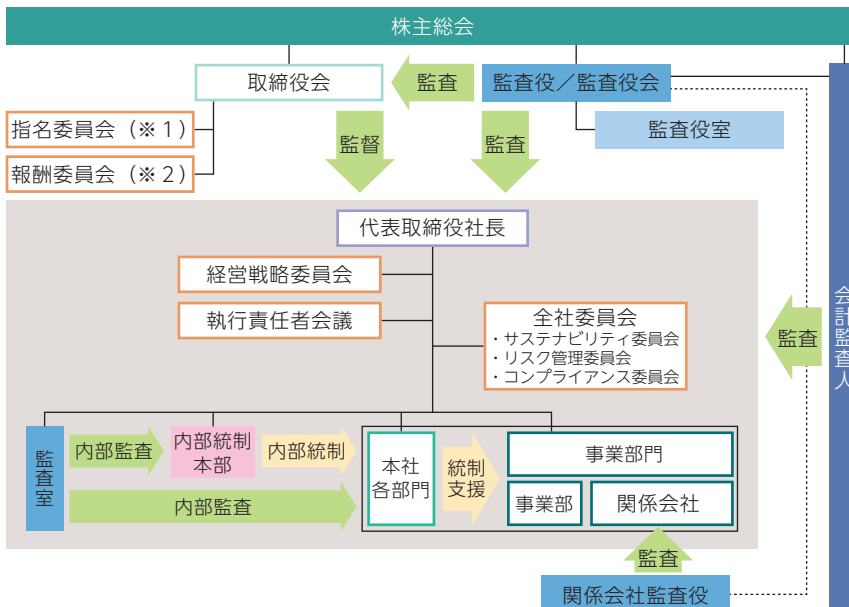 株主総会
取締役会
監査
監査役／監査役会
指名委員会（※１）
監督
監査
監査役室
報酬委員会（※２）
代表取締役社長
経営戦略委員会
執行責任者会議
全社委員会
・サステナビリティ委員会
・リスク管理委員会
・コンプライアンス委員会
監査
会計監査人
監査室
内部監査
内部統制
本部
内部統制
本社
各部門
統制
支援
事業部門
事業部
関係会社
内部監査
監査
関係会社監査役